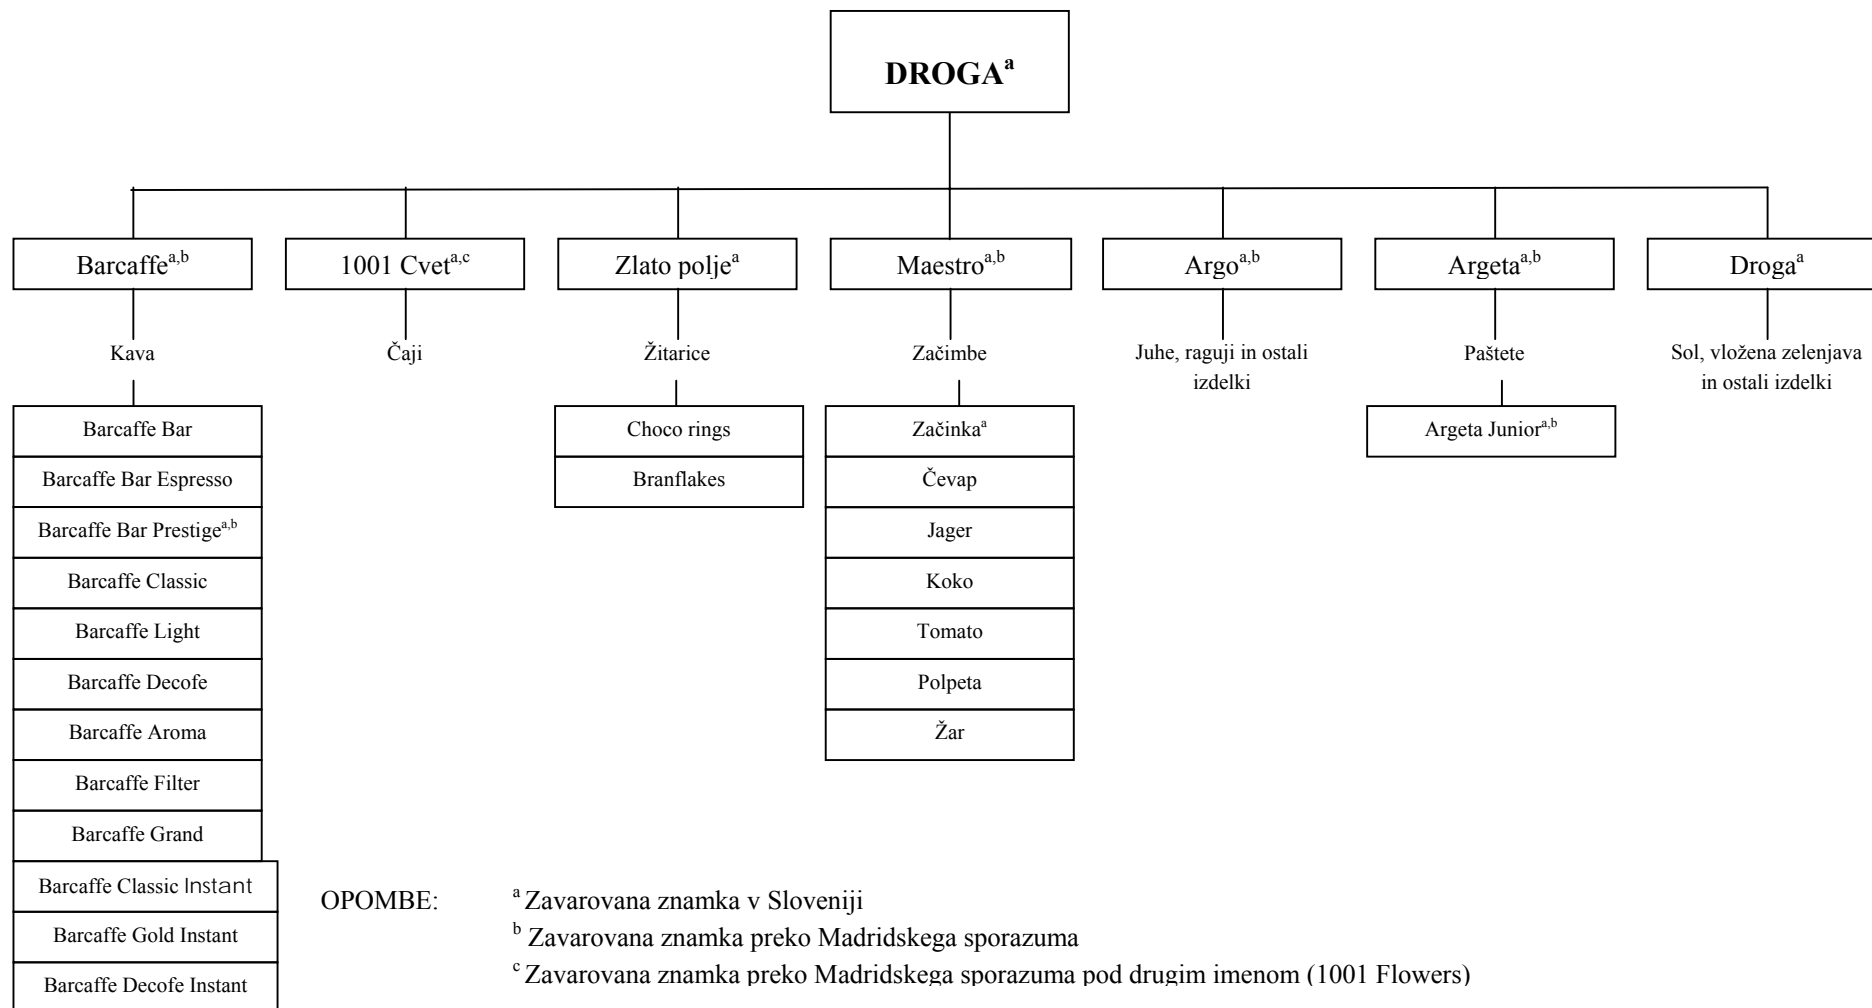 DROGAᵃ
Barcaffeᵃ,ᵇ
1001 Cvetᵃ,ᶜ
Zlato poljeᵃ
Maestroᵃ,ᵇ
Argoᵃ,ᵇ
Argetaᵃ,ᵇ
Drogaᵃ
Kava
Čaji
Žitarice
Začimbe
Juhe, raguji in ostali
izdelki
Paštete
Sol, vložena zelenjava
in ostali izdelki
Barcaffe Bar
Barcaffe Bar Espresso
Barcaffe Bar Prestigeᵃ,ᵇ
Barcaffe Classic
Barcaffe Light
Barcaffe Decofe
Barcaffe Aroma
Barcaffe Filter
Barcaffe Grand
Barcaffe Classic Instant
Barcaffe Gold Instant
Barcaffe Decofe Instant
Choco rings
Branflakes
Začinkaᵃ
Čevap
Jager
Koko
Tomato
Polpeta
Žar
Argeta Juniorᵃ,ᵇ
OPOMBE: ᵃ Zavarovana znamka v Sloveniji
ᵇ Zavarovana znamka preko Madridskega sporazuma
ᶜ Zavarovana znamka preko Madridskega sporazuma pod drugim imenom (1001 Flowers)